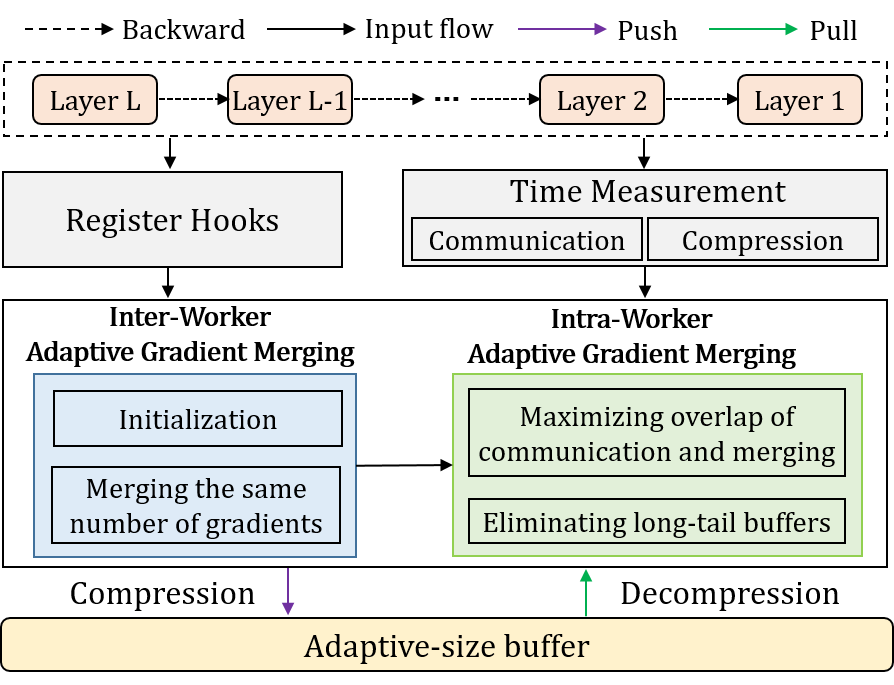 Backward Input flow Push Pull
Layer L Layer L-1 ... Layer 2 Layer 1
Register Hooks
Time Measurement
Communication Compression
Inter-Worker
Adaptive Gradient Merging
Initialization
Merging the same
number of gradients
Intra-Worker
Adaptive Gradient Merging
Maximizing overlap of
communication and merging
Eliminating long-tail buffers
Compression Decompression
Adaptive-size buffer